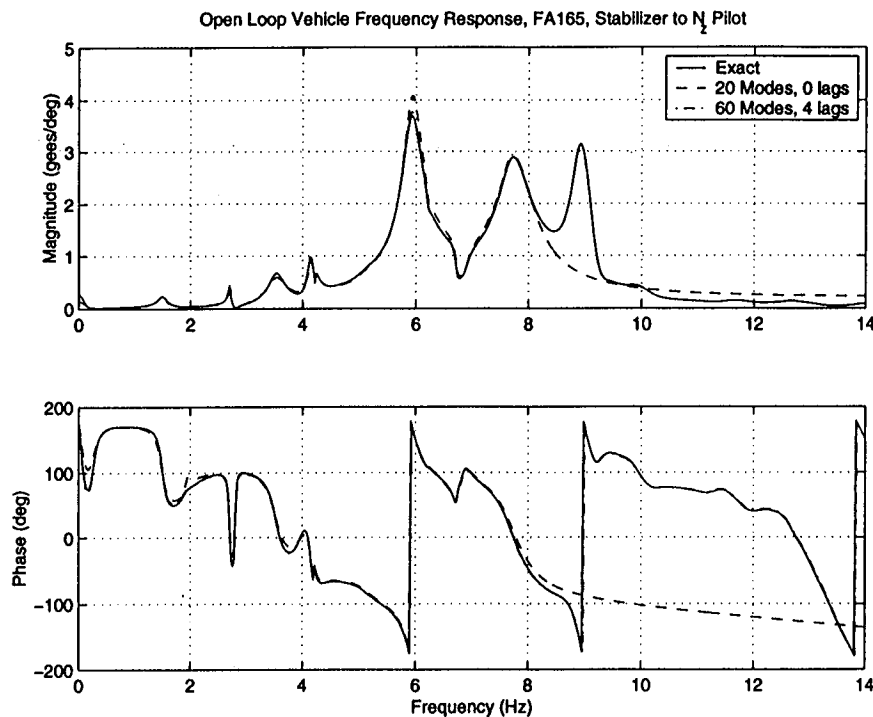 Open Loop Vehicle Frequency Response, FA165, Stabilizer to Nz Pilot
5
4
3
2
1
0
Magnitude (gees/deg)
Exact
20 Modes, 0 lags
60 Modes, 4 lags
0 2 4 6 8 10 12 14
200
100
0
−100
−200
Phase (deg)
0 2 4 6 8 10 12 14
Frequency (Hz)